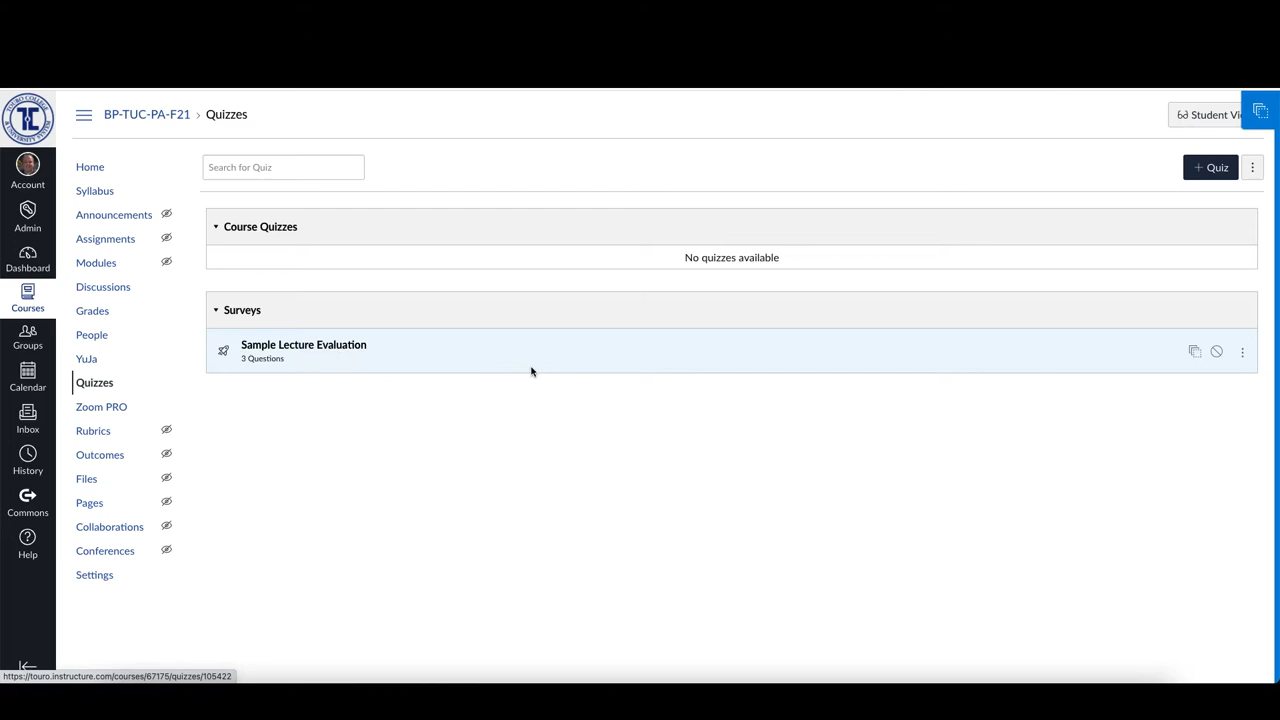 BP-TUC-PA-F21 › Quizzes
Student Vi
Account
Admin
Dashboard
Courses
Groups
Calendar
Inbox
History
Commons
Help
Home
Syllabus
Announcements
Assignments
Modules
Discussions
Grades
People
YuJa
Quizzes
Zoom PRO
Rubrics
Outcomes
Files
Pages
Collaborations
Conferences
Settings
Search for Quiz
+ Quiz
Course Quizzes
No quizzes available
Surveys
Sample Lecture Evaluation
3 Questions
https://touro.instructure.com/courses/67175/quizzes/105422